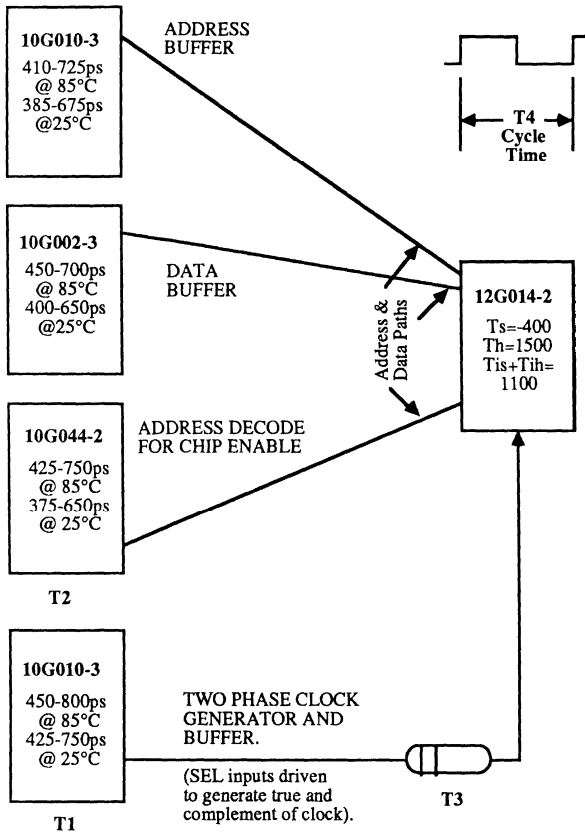 10G010-3
410-725ps
@ 85°C
385-675ps
@25°C
ADDRESS
BUFFER
T4
Cycle
Time
10G002-3
450-700ps
@ 85°C
400-650ps
@25°C
DATA
BUFFER
Address &
Data Paths
12G014-2
Ts=-400
Th=1500
Tis+Tih=
1100
10G044-2
425-750ps
@ 85°C
375-650ps
@ 25°C
ADDRESS DECODE
FOR CHIP ENABLE
T2
10G010-3
450-800ps
@ 85°C
425-750ps
@ 25°C
TWO PHASE CLOCK
GENERATOR AND
BUFFER.
(SEL inputs driven
to generate true and
complement of clock).
T3
T1